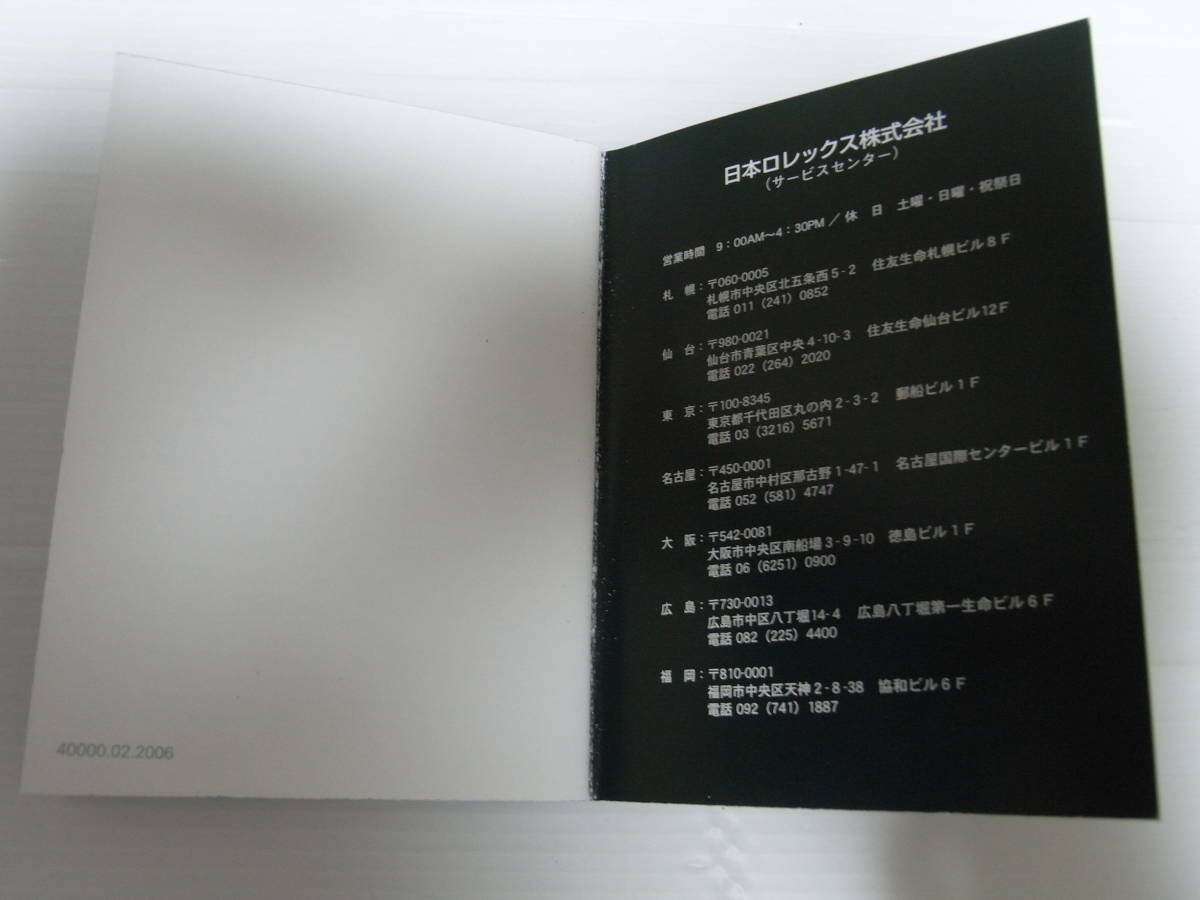 40000.02.2006
日本ロレックス株式会社
(サービスセンター)
営業時間 9:00AM〜4:30PM/休 日 土曜・日曜・祝祭日
札 幌:〒060-0005
札幌市中央区北五条西5-2 住友生命札幌ビル8F
電話 011(241)0852
仙 台:〒980-0021
仙台市青葉区中央4-10-3 住友生命仙台ビル12F
電話 022(264)2020
東 京:〒100-8345
東京都千代田区丸の内2-3-2 郵船ビル1F
電話 03(3216)5671
名古屋:〒450-0001
名古屋市中村区那古野1-47-1 名古屋国際センタービル1F
電話 052(581)4747
大 阪:〒542-0081
大阪市中央区南船場3-9-10 徳島ビル1F
電話 06(6251)0900
広 島:〒730-0013
広島市中区八丁堀14-4 広島八丁堀第一生命ビル6F
電話 082(225)4400
福 岡:〒810-0001
福岡市中央区天神2-8-38 協和ビル6F
電話 092(741)1887